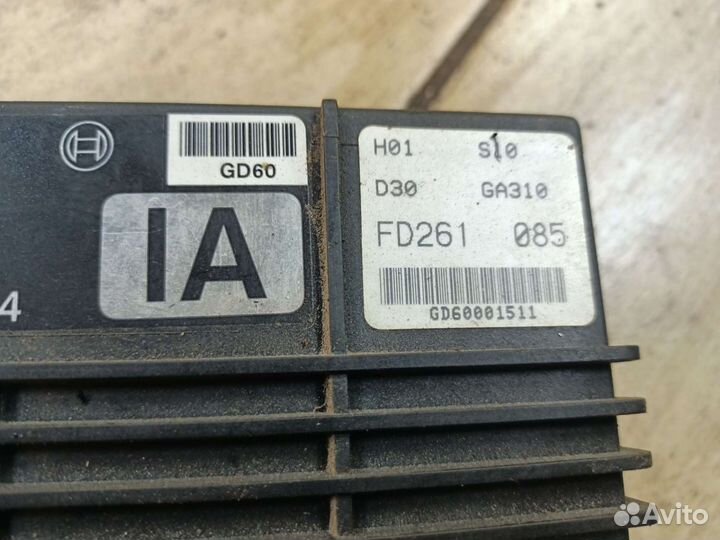 GD60
IA
4
H01 S10
D30 GA310
FD261 085
GD60001511
Avito